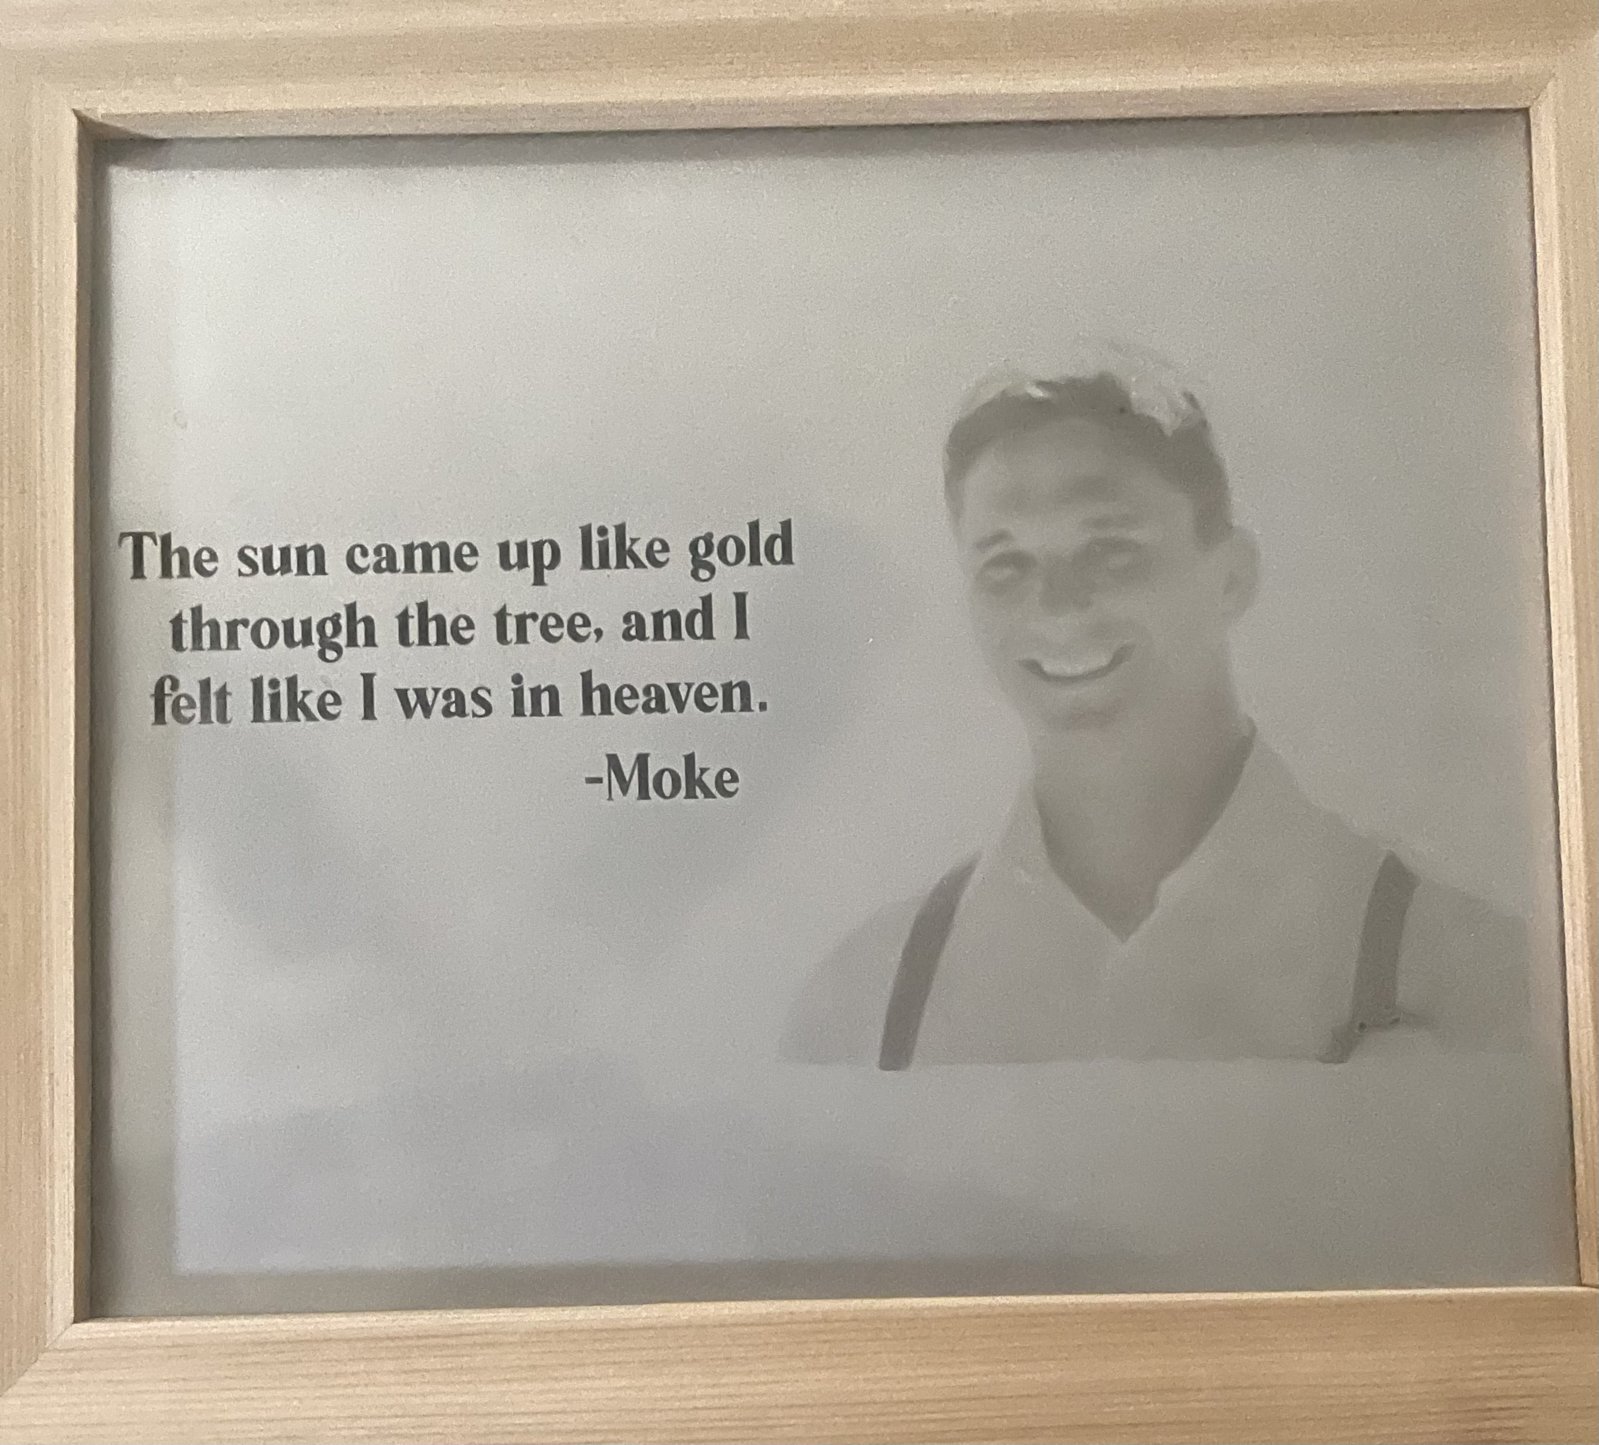 The sun came up like gold
through the tree, and I
felt like I was in heaven.
-Moke